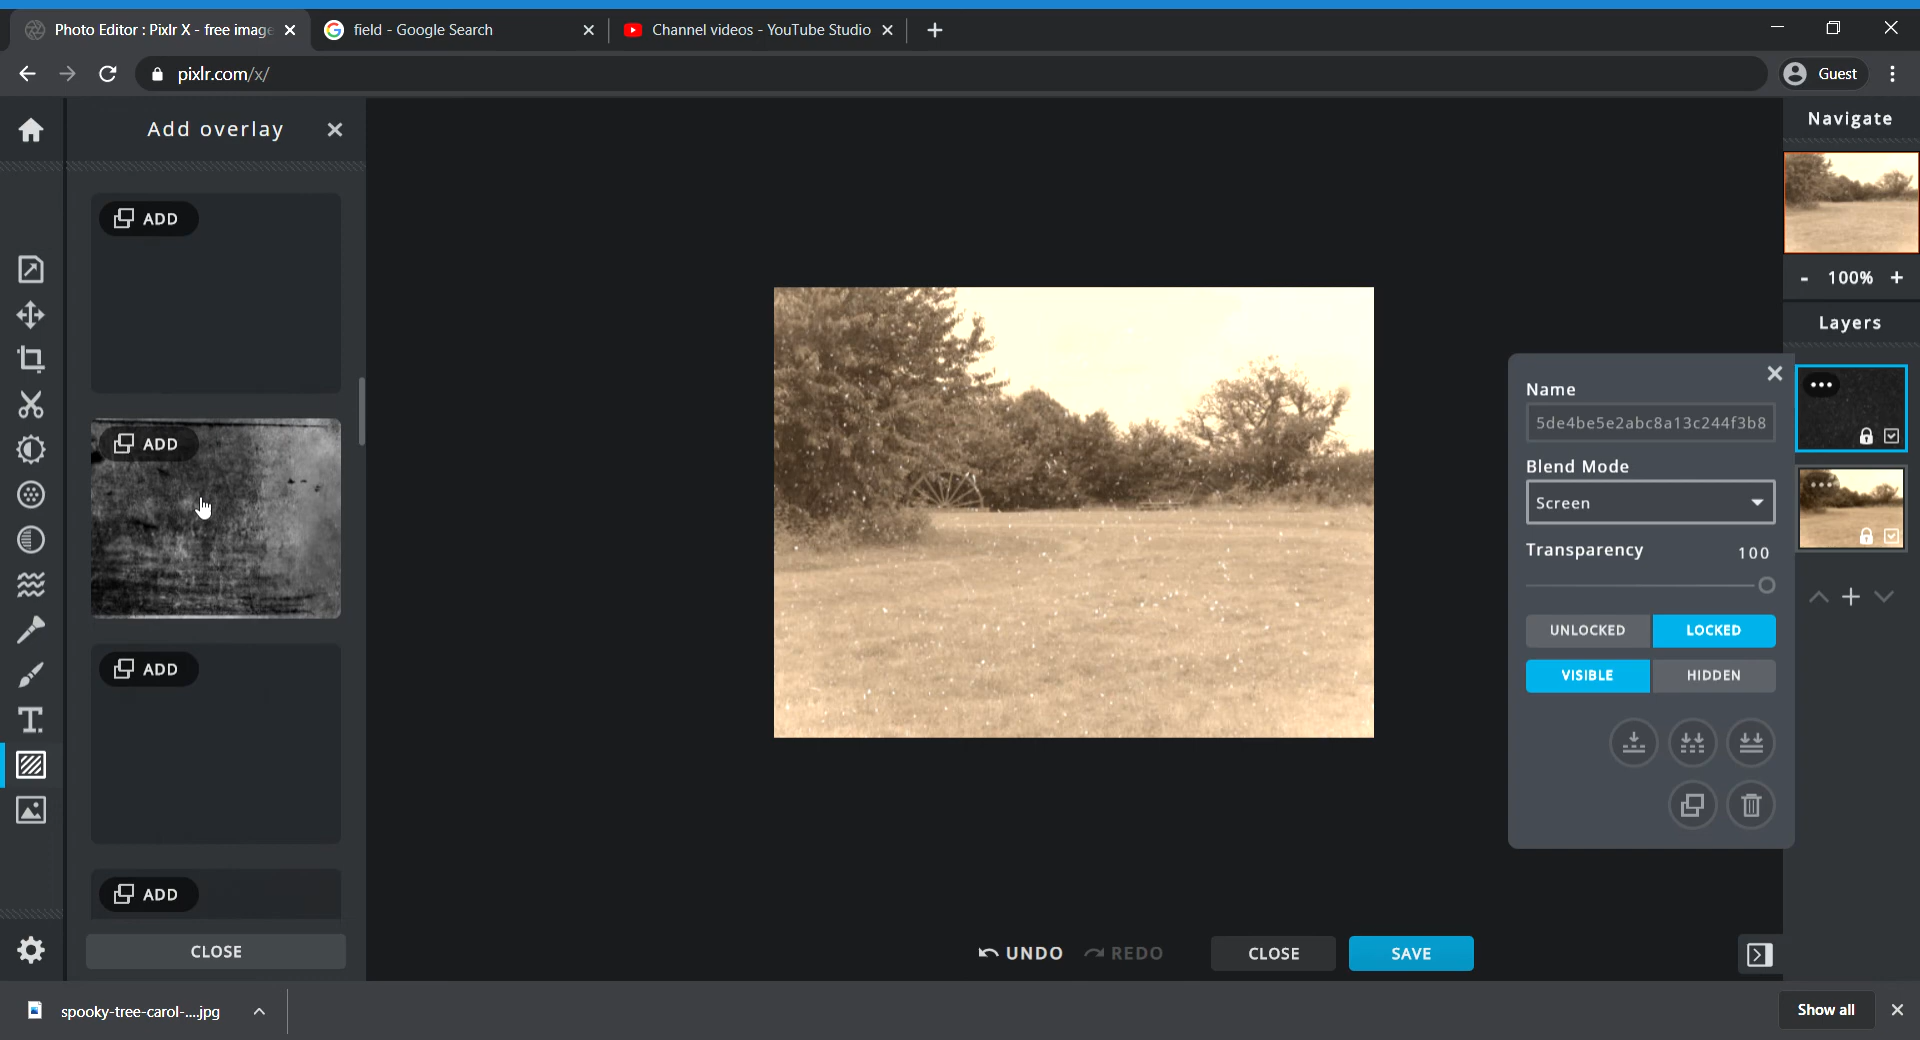 Photo Editor : Pixlr X - free image
field - Google Search
Channel videos - YouTube Studio
pixlr.com/x/
Guest
Add overlay
Navigate
ADD
- 100% +
Layers
Name
5de4be5e2abc8a13c244f3b8
ADD
Blend Mode
Screen
Transparency 100
UNLOCKED LOCKED
VISIBLE HIDDEN
ADD
ADD
CLOSE
UNDO REDO CLOSE SAVE
spooky-tree-carol-....jpg
Show all